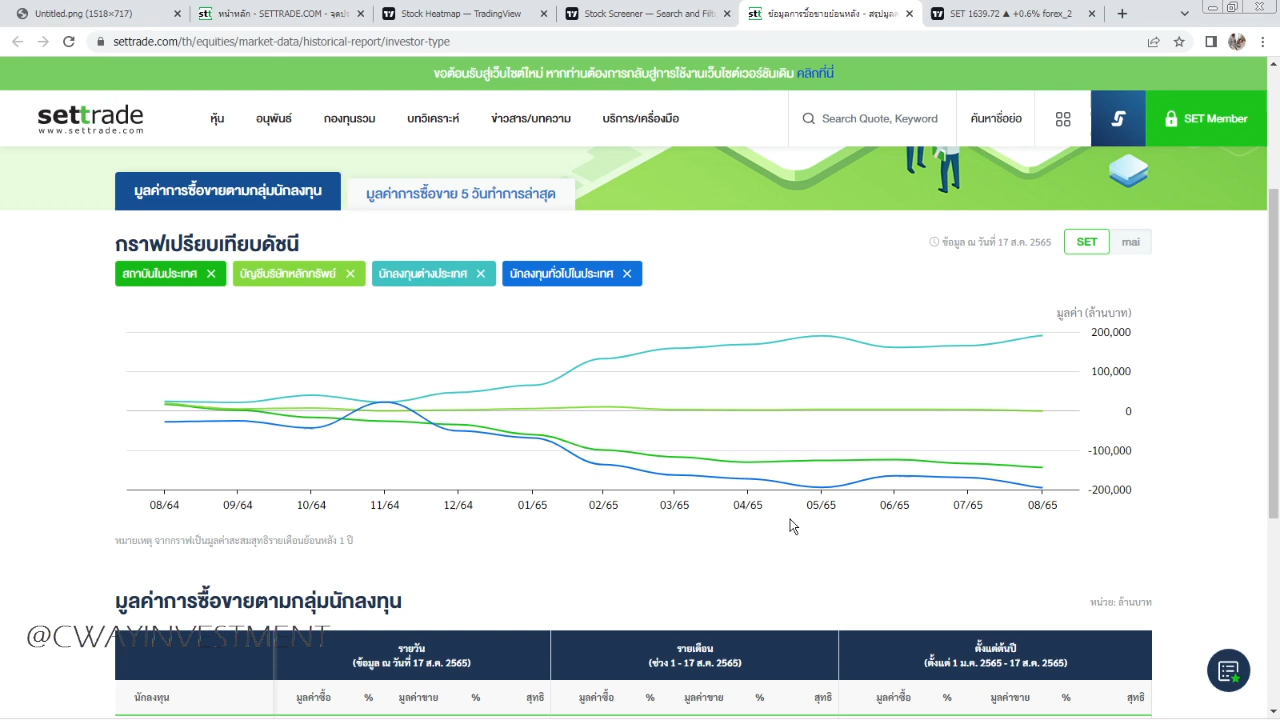 Untitled.png (1518×717)
หน้าหลัก - SETTRADE.COM - จุดประ
Stock Heatmap — TradingView
Stock Screener — Search and Filt
ข้อมูลการซื้อขายย้อนหลัง - สรุปมูลค่
SET 1639.72 ▲ +0.6% forex_2
settrade.com/th/equities/market-data/historical-report/investor-type
ขอต้อนรับสู่เว็บไซต์ใหม่ หากท่านต้องการกลับสู่การใช้งานเว็บไซต์เวอร์ชันเดิม คลิกที่นี่
settrade
www.settrade.com
หุ้น
อนุพันธ์
กองทุนรวม
บทวิเคราะห์
ข่าวสาร/บทความ
บริการ/เครื่องมือ
Search Quote, Keyword
ค้นหาชื่อย่อ
SET Member
มูลค่าการซื้อขายตามกลุ่มนักลงทุน
มูลค่าการซื้อขาย 5 วันทำการล่าสุด
กราฟเปรียบเทียบดัชนี
ข้อมูล ณ วันที่ 17 ส.ค. 2565
SET
mai
สถาบันในประเทศ ×
บัญชีบริษัทหลักทรัพย์ ×
นักลงทุนต่างประเทศ ×
นักลงทุนทั่วไปในประเทศ ×
มูลค่า (ล้านบาท)
200,000
100,000
0
-100,000
-200,000
08/64 09/64 10/64 11/64 12/64 01/65 02/65 03/65 04/65 05/65 06/65 07/65 08/65
หมายเหตุ จากกราฟเป็นมูลค่าสะสมสุทธิรายเดือนย้อนหลัง 1 ปี
มูลค่าการซื้อขายตามกลุ่มนักลงทุน
หน่วย: ล้านบาท
@CWAYINVESTMENT
รายวัน
(ข้อมูล ณ วันที่ 17 ส.ค. 2565)
รายเดือน
(ช่วง 1 - 17 ส.ค. 2565)
ตั้งแต่ต้นปี
(ตั้งแต่ 1 ม.ค. 2565 - 17 ส.ค. 2565)
นักลงทุน มูลค่าซื้อ % มูลค่าขาย % สุทธิ มูลค่าซื้อ % มูลค่าขาย % สุทธิ มูลค่าซื้อ % มูลค่าขาย % สุทธิ